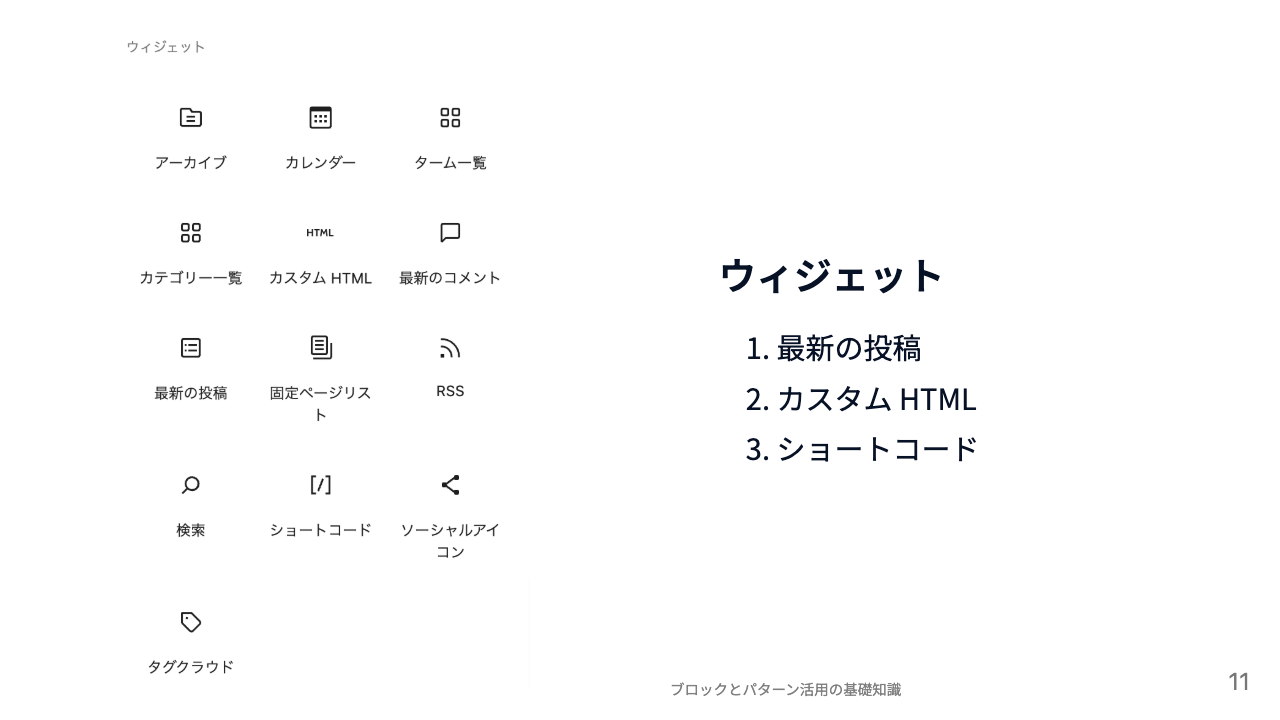 ウィジェット
アーカイブ
カレンダー
ターム一覧
カテゴリー一覧
HTML
カスタム HTML
最新のコメント
最新の投稿
固定ページリス
ト
RSS
検索
[/]
ショートコード
ソーシャルアイ
コン
タグクラウド
ウィジェット
1. 最新の投稿
2. カスタム HTML
3. ショートコード
ブロックとパターン活用の基礎知識
11